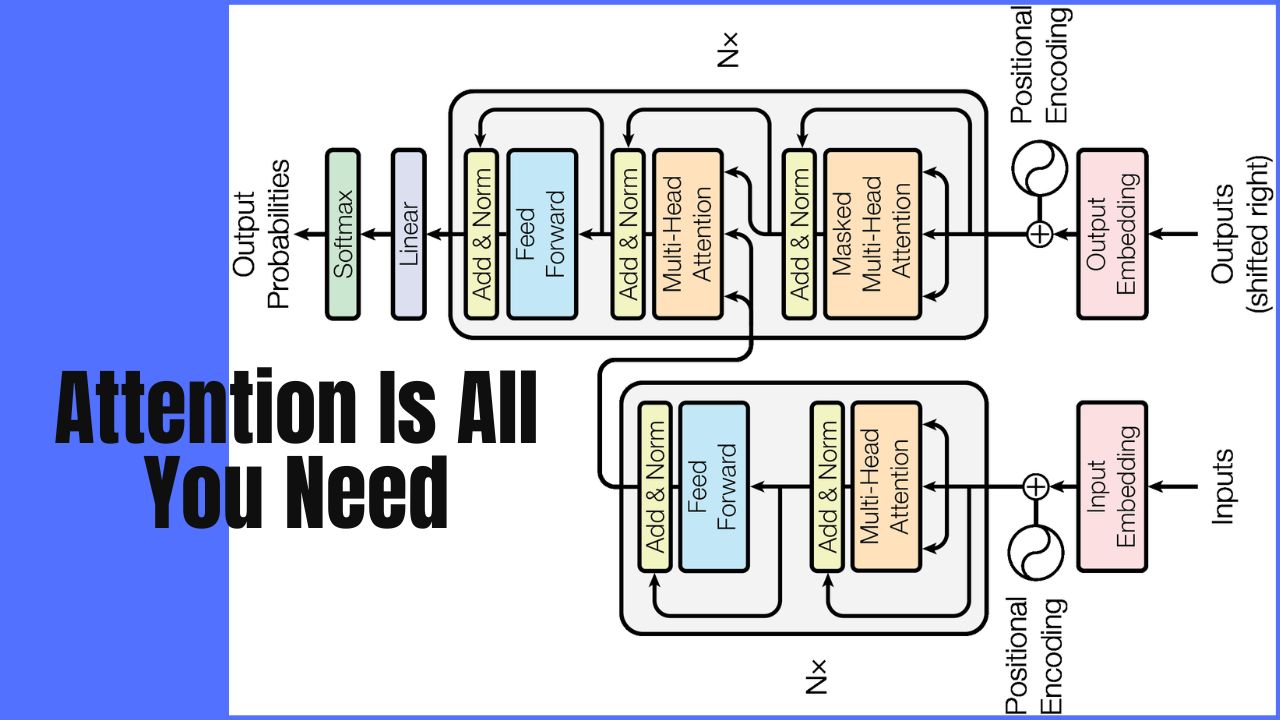 Attention Is All
You Need
Output
Probabilities
Softmax
Linear
Add & Norm
Feed
Forward
Add & Norm
Multi-Head
Attention
Add & Norm
Masked
Multi-Head
Attention
Nx
Positional
Encoding
Output
Embedding
Outputs
(shifted right)
Add & Norm
Feed
Forward
Add & Norm
Multi-Head
Attention
Nx
Positional
Encoding
Input
Embedding
Inputs